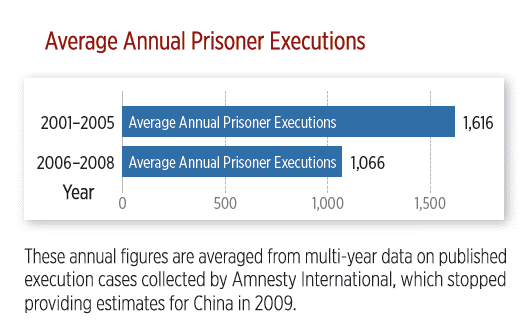 Average Annual Prisoner Executions
2001–2005 Average Annual Prisoner Executions 1,616
2006–2008 Average Annual Prisoner Executions 1,066
Year
0 500 1,000 1,500
These annual figures are averaged from multi-year data on published
execution cases collected by Amnesty International, which stopped
providing estimates for China in 2009.